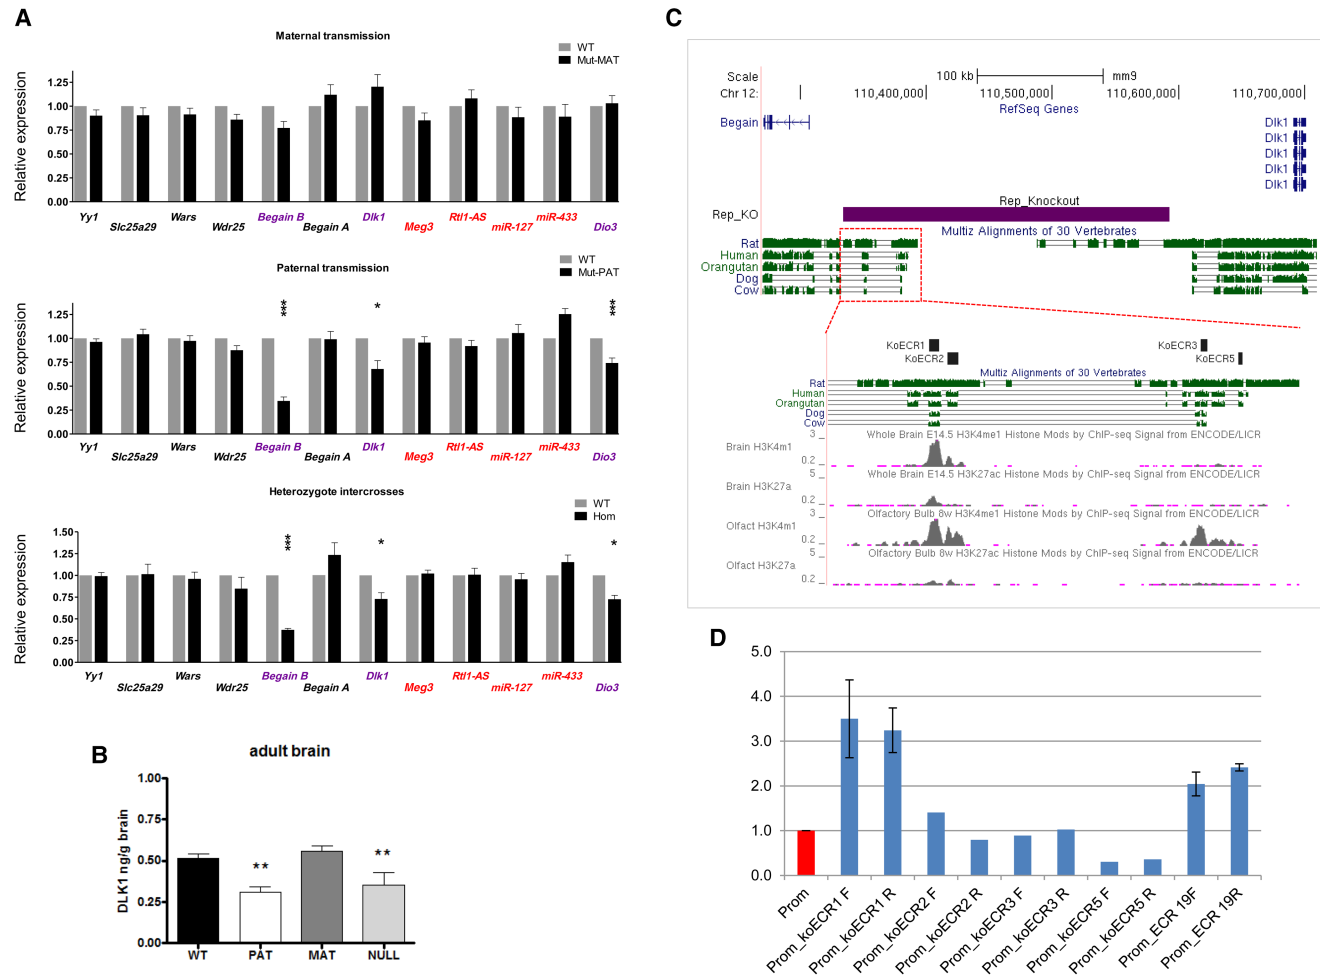 A
Maternal transmission
WT
Mut-MAT
Relative expression
1.25
1.00
0.75
0.50
0.25
0.00
Yy1
Slc25a29
Wars
Wdr25
Begain B
Begain A
Dlk1
Meg3
Rtl1-AS
miR-127
miR-433
Dio3
Paternal transmission
WT
Mut-PAT
Relative expression
1.25
1.00
0.75
0.50
0.25
0.00
***
*
***
Yy1
Slc25a29
Wars
Wdr25
Begain B
Begain A
Dlk1
Meg3
Rtl1-AS
miR-127
miR-433
Dio3
Heterozygote intercrosses
WT
Hom
Relative expression
1.50
1.25
1.00
0.75
0.50
0.25
0.00
***
*
*
Yy1
Slc25a29
Wars
Wdr25
Begain B
Begain A
Dlk1
Meg3
Rtl1-AS
miR-127
miR-433
Dio3
B
adult brain
DLK1 ng/g brain
1.00
0.50
0.25
0.00
**
**
WT
PAT
MAT
NULL
C
Scale
100 kb
mm9
Chr 12:
110,400,000
110,500,000
110,600,000
110,700,000
RefSeq Genes
Begain
Dlk1
Dlk1
Dlk1
Dlk1
Dlk1
Rep_Knockout
Rep_KO
Multiz Alignments of 30 Vertebrates
Rat
Human
Orangutan
Dog
Cow
KoECR1
KoECR2
KoECR3
KoECR5
Multiz Alignments of 30 Vertebrates
Rat
Human
Orangutan
Dog
Cow
Whole Brain E14.5 H3K4me1 Histone Mods by ChIP-seq Signal from ENCODE/LICR
3
Brain H3K4m1
0.2
Whole Brain E14.5 H3K27ac Histone Mods by ChIP-seq Signal from ENCODE/LICR
5
Brain H3K27a
0.2
Olfactory Bulb 8w H3K4me1 Histone Mods by ChIP-seq Signal from ENCODE/LICR
3
Olfact H3K4m1
0.2
Olfactory Bulb 8w H3K27ac Histone Mods by ChIP-seq Signal from ENCODE/LICR
5
Olfact H3K27a
0.2
D
5.0
4.0
3.0
2.0
1.0
0.0
Prom
Prom_koECR1 F
Prom_koECR1 R
Prom_koECR2 F
Prom_koECR2 R
Prom_koECR3 F
Prom_koECR3 R
Prom_koECR5 F
Prom_koECR5 R
Prom_ECR 19F
Prom_ECR 19R